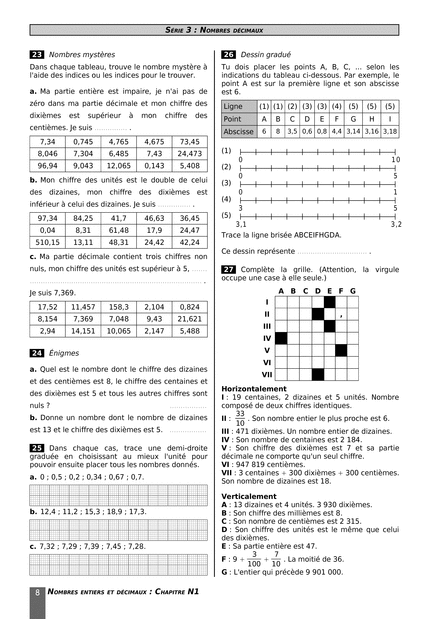 SÉRIE 3 : NOMBRES DÉCIMAUX
23 Nombres mystères
Dans chaque tableau, trouve le nombre mystère à
l'aide des indices ou les indices pour le trouver.
a. Ma partie entière est impaire, je n'ai pas de
zéro dans ma partie décimale et mon chiffre des
dixièmes est supérieur à mon chiffre des
centièmes. Je suis .............. .
7,34 0,745 4,765 4,675 73,45
8,046 7,304 6,485 7,43 24,473
96,94 9,043 12,065 0,143 5,408
b. Mon chiffre des unités est le double de celui
des dizaines, mon chiffre des dixièmes est
inférieur à celui des dizaines. Je suis .............. .
97,34 84,25 41,7 46,63 36,45
0,04 8,31 61,48 17,9 24,47
510,15 13,11 48,31 24,42 42,24
c. Ma partie décimale contient trois chiffres non
nuls, mon chiffre des unités est supérieur à 5, ......
.............................................................. .
Je suis 7,369.
17,52 11,457 158,3 2,104 0,824
8,154 7,369 7,048 9,43 21,621
2,94 14,151 10,065 2,147 5,488
24 Énigmes
a. Quel est le nombre dont le chiffre des dizaines
et des centièmes est 8, le chiffre des centaines et
des dixièmes est 5 et tous les autres chiffres sont
nuls ? ..............
b. Donne un nombre dont le nombre de dizaines
est 13 et le chiffre des dixièmes est 5. ..............
25 Dans chaque cas, trace une demi-droite
graduée en choisissant au mieux l'unité pour
pouvoir ensuite placer tous les nombres donnés.
a. 0 ; 0,5 ; 0,2 ; 0,34 ; 0,67 ; 0,7.
b. 12,4 ; 11,2 ; 15,3 ; 18,9 ; 17,3.
c. 7,32 ; 7,29 ; 7,39 ; 7,45 ; 7,28.
26 Dessin gradué
Tu dois placer les points A, B, C, ... selon les
indications du tableau ci-dessous. Par exemple, le
point A est sur la première ligne et son abscisse
est 6.
Ligne (1) (1) (2) (3) (3) (4) (5) (5) (5)
Point A B C D E F G H I
Abscisse 6 8 3,5 0,6 0,8 4,4 3,14 3,16 3,18
(1)
0 10
(2)
0 5
(3)
0 1
(4)
3 5
(5)
3,1 3,2
Trace la ligne brisée ABCEIFHGDA.
Ce dessin représente .......................... .
27 Complète la grille. (Attention, la virgule
occupe une case à elle seule.)
A B C D E F G
I
II ,
III
IV
V
VI
VII
Horizontalement
I : 19 centaines, 2 dizaines et 5 unités. Nombre
composé de deux chiffres identiques.
II : 33/10 . Son nombre entier le plus proche est 6.
III : 471 dixièmes. Un nombre entier de dizaines.
IV : Son nombre de centaines est 2 184.
V : Son chiffre des dixièmes est 7 et sa partie
décimale ne comporte qu'un seul chiffre.
VI : 947 819 centièmes.
VII : 3 centaines + 300 dixièmes + 300 centièmes.
Son nombre de dizaines est 18.
Verticalement
A : 13 dizaines et 4 unités. 3 930 dixièmes.
B : Son chiffre des millièmes est 8.
C : Son nombre de centièmes est 2 315.
D : Son chiffre des unités est le même que celui
des dixièmes.
E : Sa partie entière est 47.
F : 9 + 3/100 + 7/10 . La moitié de 36.
G : L'entier qui précède 9 901 000.
8 NOMBRES ENTIERS ET DÉCIMAUX : CHAPITRE N1